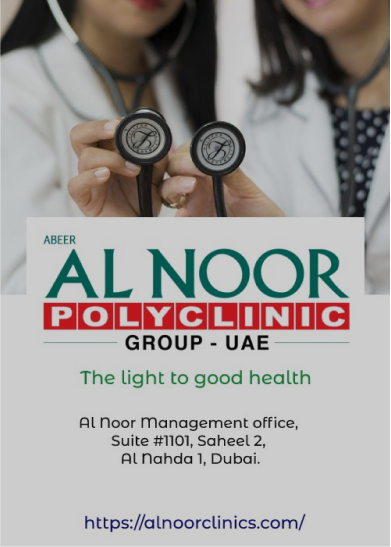 ABEER
AL NOOR
POLYCLINIC
GROUP - UAE
The light to good health
Al Noor Management office,
Suite #1101, Saheel 2,
Al Nahda 1, Dubai.
https://alnoorclinics.com/